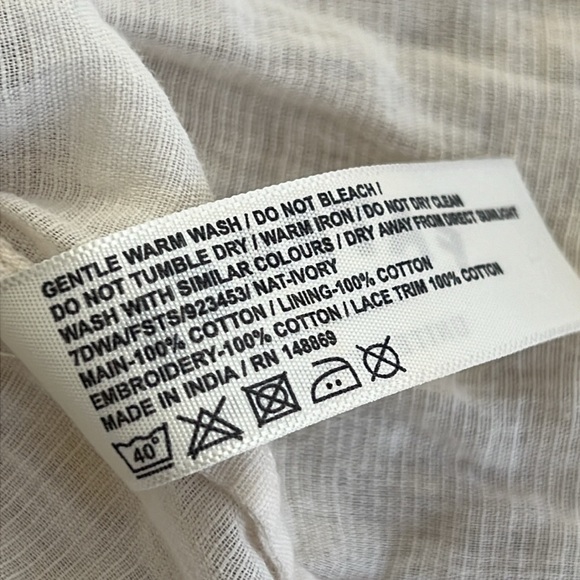 GENTLE WARM WASH / DO NOT BLEACH /
DO NOT TUMBLE DRY / WARM IRON / DO NOT DRY CLEAN
WASH WITH SIMILAR COLOURS / DRY AWAY FROM DIRECT SUNLIGHT
7DWA/FSTS/923453/ NAT-IVORY
MAIN-100% COTTON / LINING-100% COTTON
EMBROIDERY-100% COTTON / LACE TRIM 100% COTTON
MADE IN INDIA / RN 148869
40°